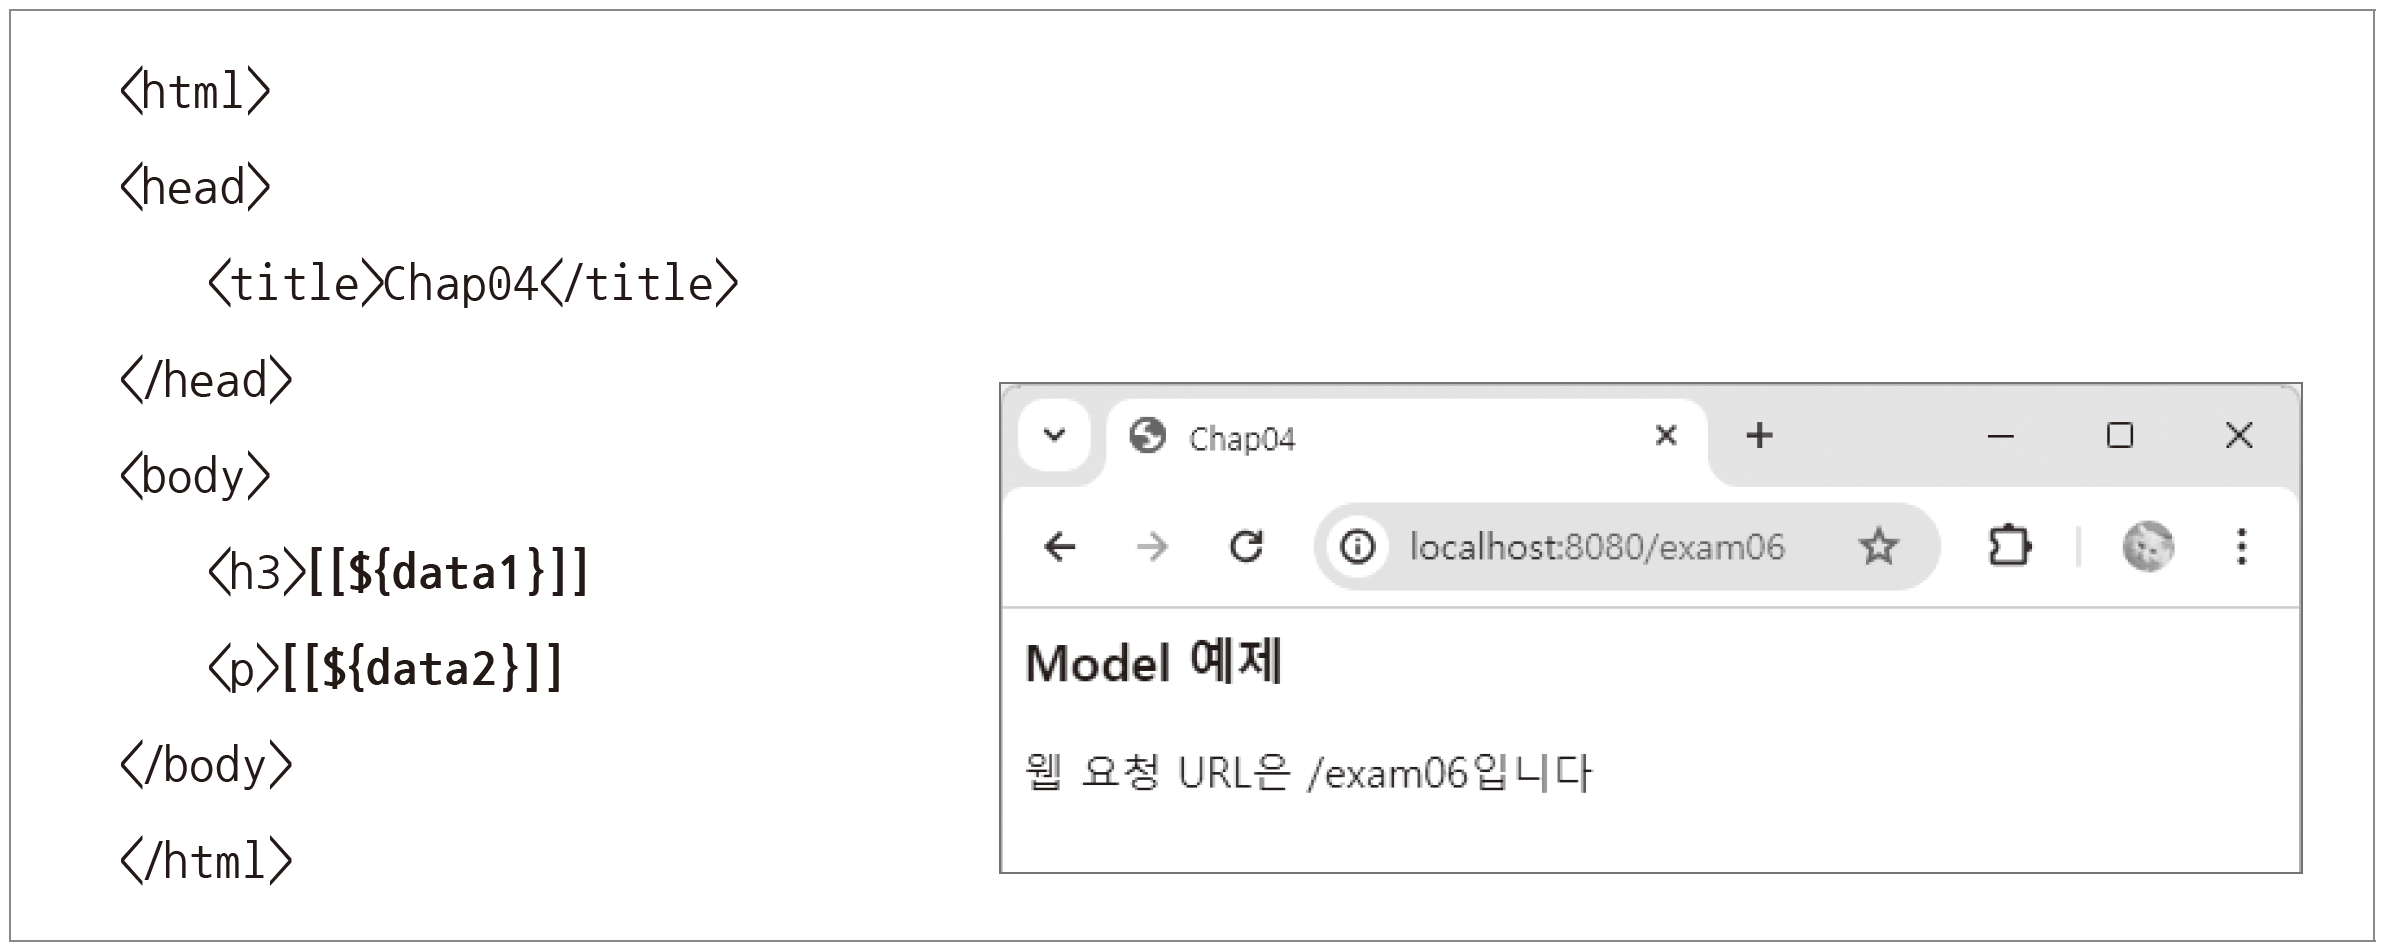 <html>
<head>
<title>Chap04</title>
</head>
<body>
<h3>[[${data1}]]
<p>[[${data2}]]
</body>
</html>
Chap04
localhost:8080/exam06
Model 예제
웹 요청 URL은 /exam06입니다